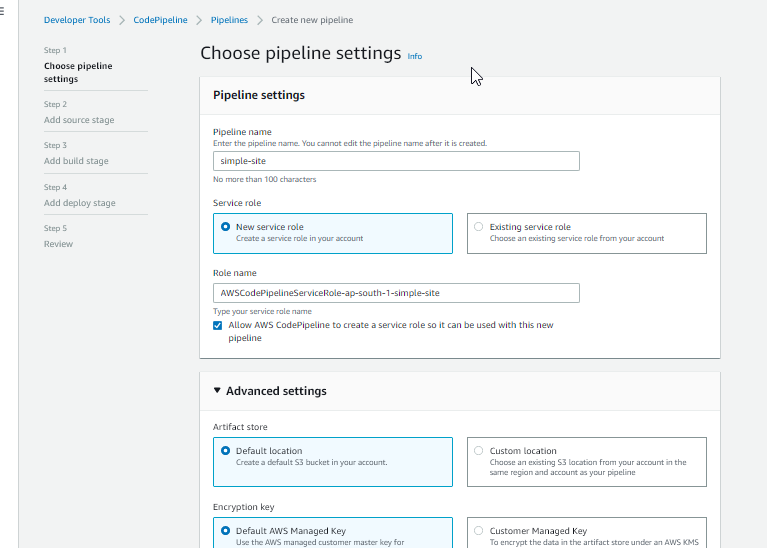 Developer Tools > CodePipeline > Pipelines > Create new pipeline
Step 1
Choose pipeline
settings
Step 2
Add source stage
Step 3
Add build stage
Step 4
Add deploy stage
Step 5
Review
Choose pipeline settings Info
Pipeline settings
Pipeline name
Enter the pipeline name. You cannot edit the pipeline name after it is created.
simple-site
No more than 100 characters
Service role
New service role
Create a service role in your account
Existing service role
Choose an existing service role from your account
Role name
AWSCodePipelineServiceRole-ap-south-1-simple-site
Type your service role name
Allow AWS CodePipeline to create a service role so it can be used with this new
pipeline
Advanced settings
Artifact store
Default location
Create a default S3 bucket in your account.
Custom location
Choose an existing S3 location from your account in the
same region and account as your pipeline
Encryption key
Default AWS Managed Key
Use the AWS managed customer master key for
Customer Managed Key
To encrypt the data in the artifact store under an AWS KMS